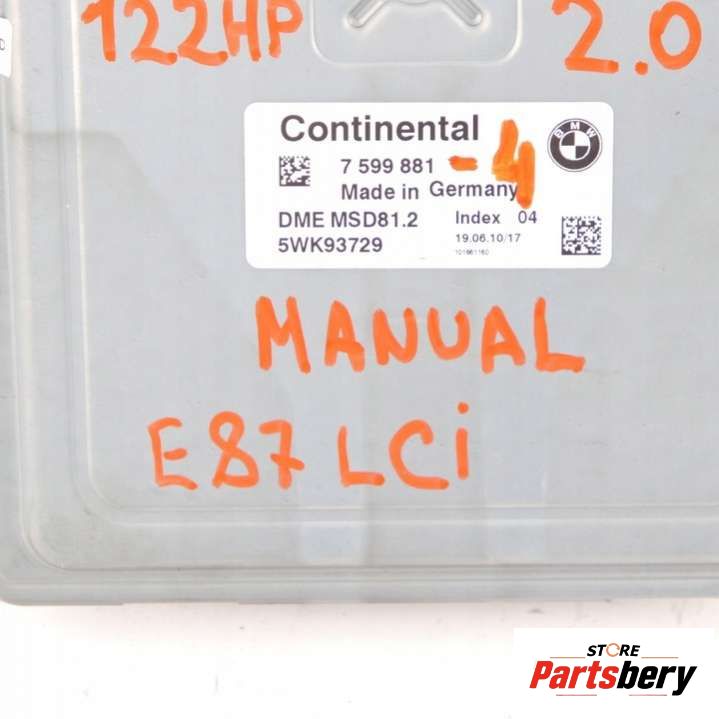 122HP 2.0
Continental
BMW
7 599 881 -4
Made in Germany
DME MSD81.2 Index 04
5WK93729 19.06.10/17
MANUAL
E87 LCi
STORE
Partsbery